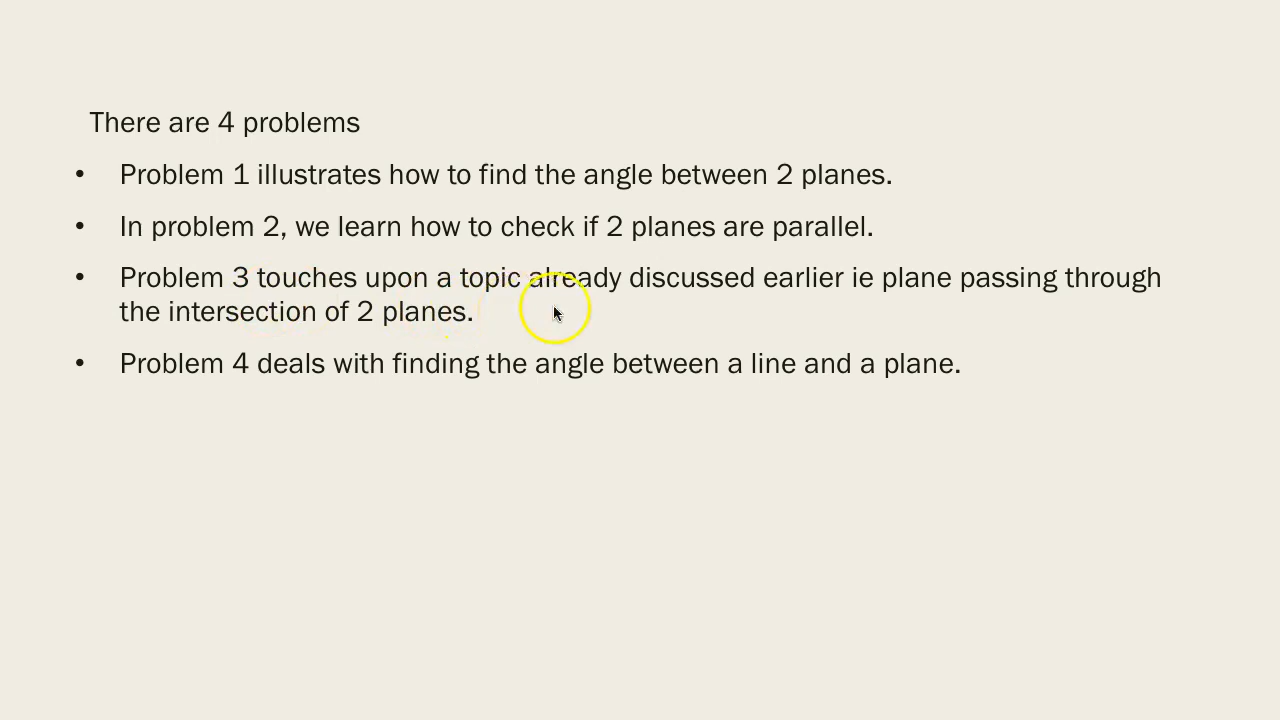 There are 4 problems
• Problem 1 illustrates how to find the angle between 2 planes.
• In problem 2, we learn how to check if 2 planes are parallel.
• Problem 3 touches upon a topic already discussed earlier ie plane passing through
the intersection of 2 planes.
• Problem 4 deals with finding the angle between a line and a plane.